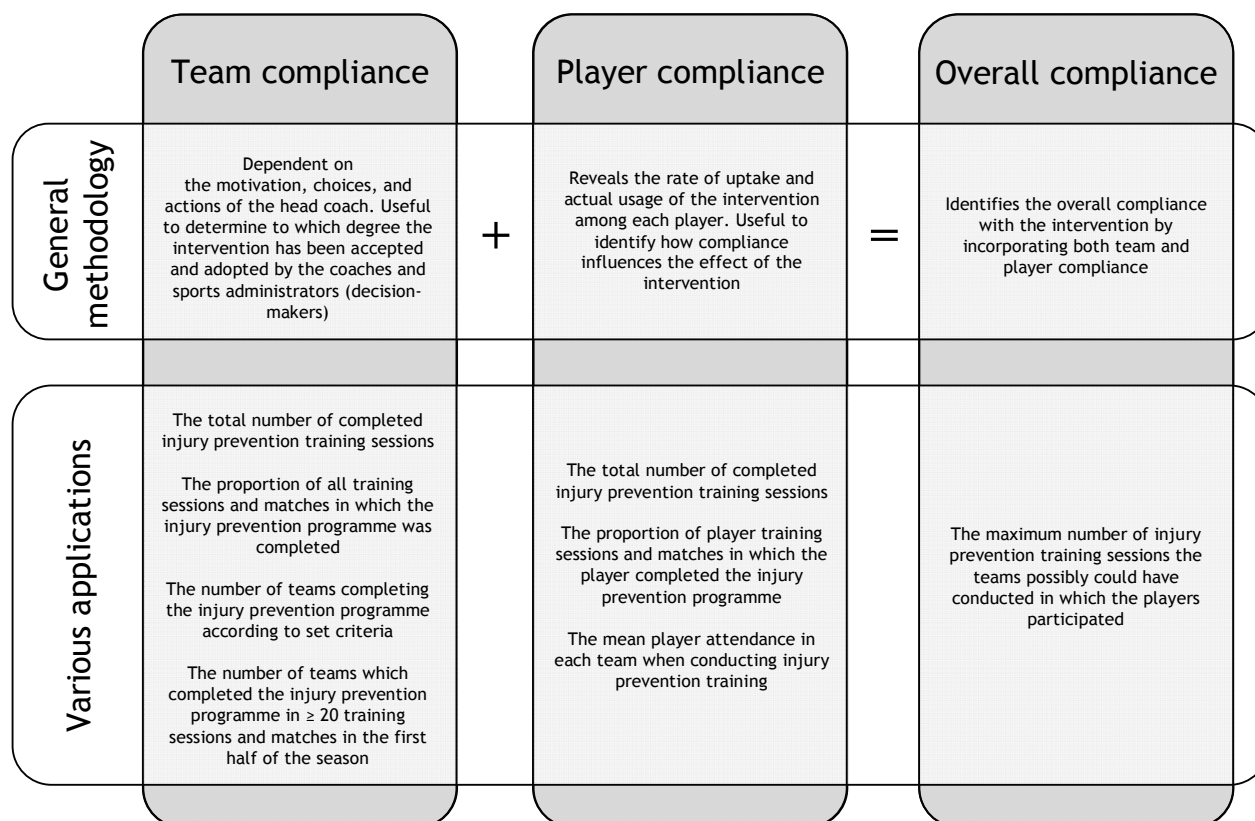 Team compliance
Player compliance
Overall compliance
General
methodology
Dependent on
the motivation, choices, and
actions of the head coach. Useful
to determine to which degree the
intervention has been accepted
and adopted by the coaches and
sports administrators (decision-
makers)
+
Reveals the rate of uptake and
actual usage of the intervention
among each player. Useful to
identify how compliance
influences the effect of the
intervention
=
Identifies the overall compliance
with the intervention by
incorporating both team and
player compliance
Various applications
The total number of completed
injury prevention training sessions
The proportion of all training
sessions and matches in which the
injury prevention programme was
completed
The number of teams completing
the injury prevention programme
according to set criteria
The number of teams which
completed the injury prevention
programme in ≥ 20 training
sessions and matches in the first
half of the season
The total number of completed
injury prevention training sessions
The proportion of player training
sessions and matches in which the
player completed the injury
prevention programme
The mean player attendance in
each team when conducting injury
prevention training
The maximum number of injury
prevention training sessions the
teams possibly could have
conducted in which the players
participated